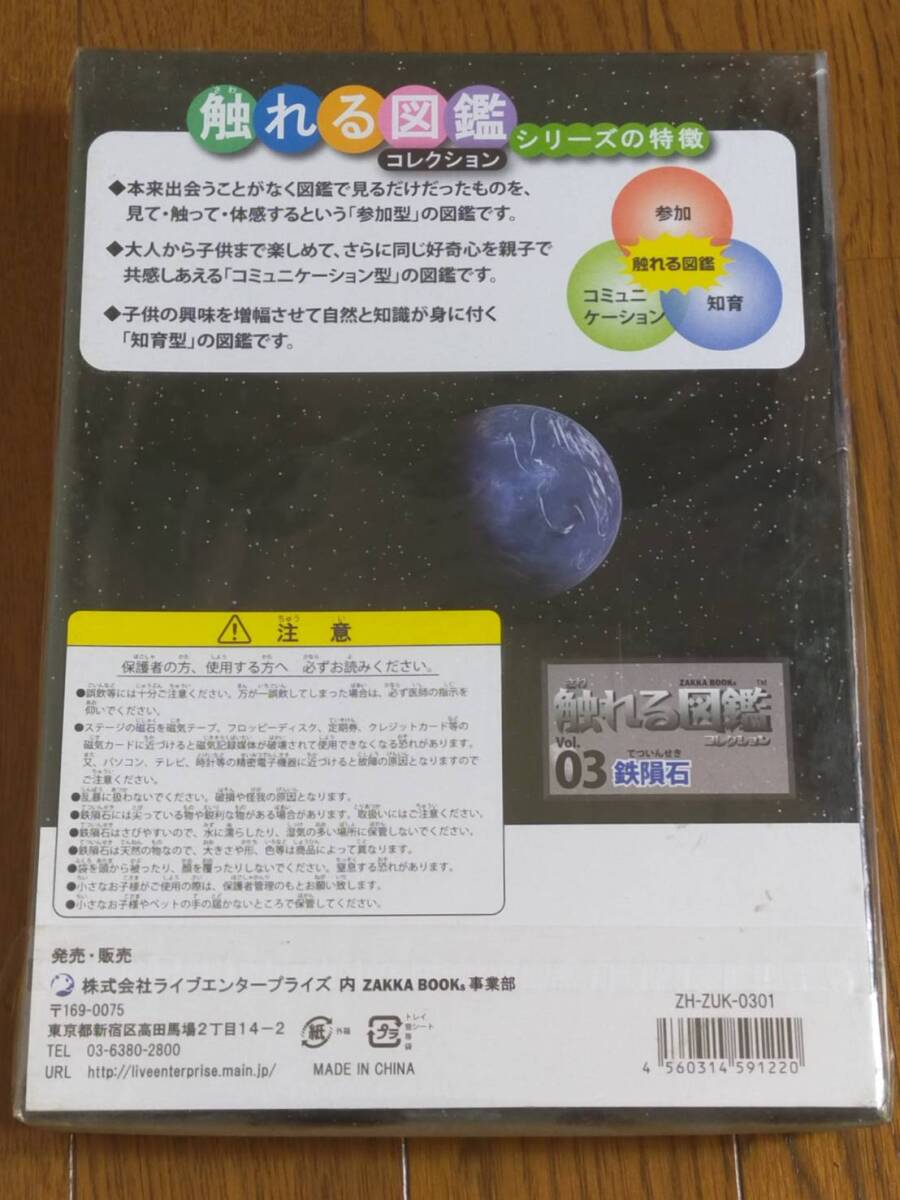 触れる図鑑
コレクション
シリーズの特徴
◆本来出会うことがなく図鑑で見るだけだったものを、
見て・触って・体感するという「参加型」の図鑑です。
◆大人から子供まで楽しめて、さらに同じ好奇心を親子で
共感しあえる「コミュニケーション型」の図鑑です。
◆子供の興味を増幅させて自然と知識が身に付く
「知育型」の図鑑です。
参加
触れる図鑑
コミュニ
ケーション
知育
注意
保護者の方、使用する方へ 必ずお読みください。
●誤飲等には十分ご注意ください。万が一誤飲してしまった場合は、必ず医師の指示を
仰いでください。
●ステージの磁石を磁気テープ、フロッピーディスク、定期券、クレジットカード等の
磁気カードに近づけると磁気記録媒体が破壊されて使用できなくなる恐れがあります。
又、パソコン、テレビ、時計等の精密電子機器に近づけると故障の原因となりますので
ご注意ください。
●乱暴に扱わないでください。破損や怪我の原因となります。
●鉄隕石には尖っている物や鋭利な物がある場合があります。取扱いにはご注意ください。
●鉄隕石はさびやすいので、水に濡らしたり、湿気の多い場所に保管しないでください。
●鉄隕石は天然の物なので、大きさや形、色等は商品によって異なります。
●袋を頭から被ったり、顔を覆ったりしないでください。窒息する恐れがあります。
●小さなお子様がご使用の際は、保護者管理のもとお願い致します。
●小さなお子様やペットの手の届かないところで保管してください。
ZAKKA BOOKs TM
触れる図鑑
コレクション
Vol.
03 鉄隕石
発売・販売
株式会社ライブエンタープライズ 内 ZAKKA BOOKs 事業部
〒169-0075
東京都新宿区高田馬場2丁目14-2
TEL 03-6380-2800
URL http://liveenterprise.main.jp/
紙 外箱
プラ
トレイ
窓シート
等
袋
MADE IN CHINA
ZH-ZUK-0301
4 560314 591220